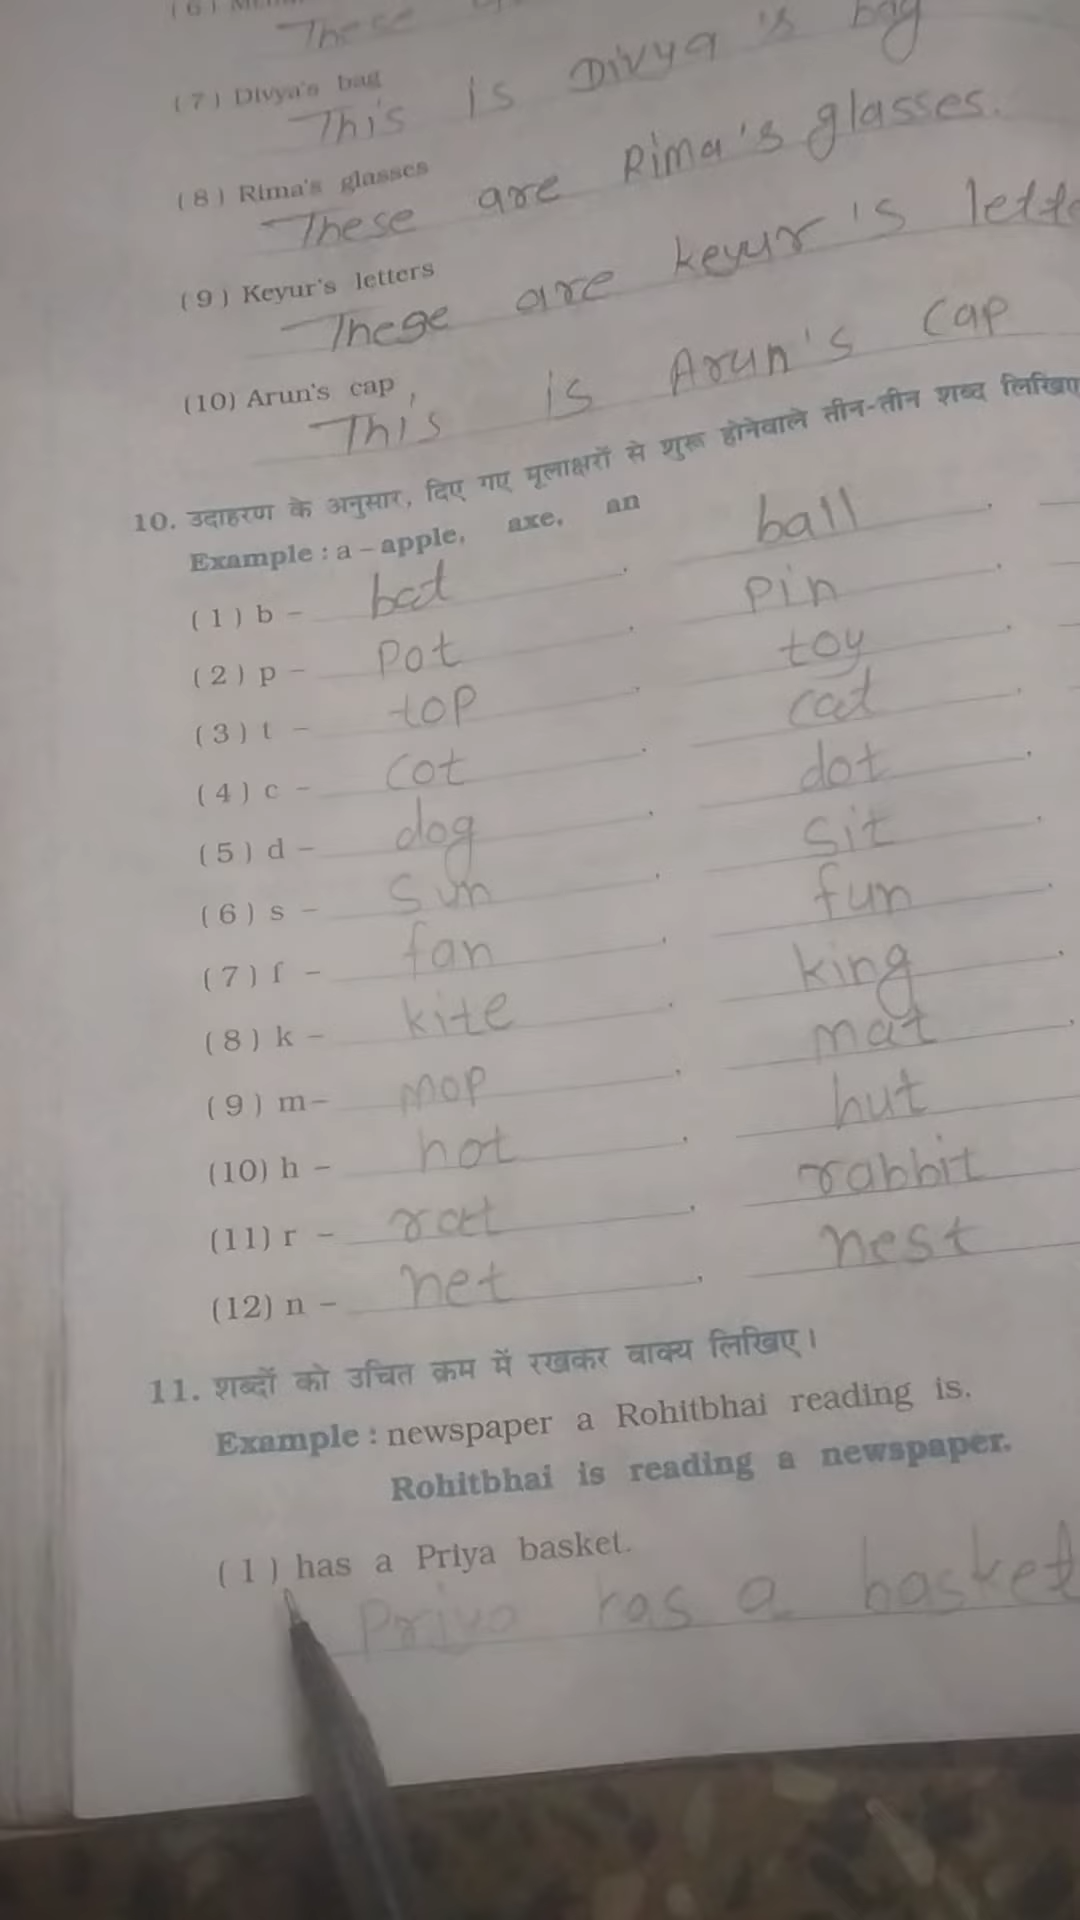 These
(7) Divya's bag
This is Divya's bag
(8) Rima's glasses
These are Rima's glasses.
(9) Keyur's letters
These are keyur's lette
(10) Arun's cap
This is Arun's cap
10. उदाहरण के अनुसार, दिए गए मूलाक्षरों से शुरू होनेवाले तीन-तीन शब्द लिखिए
Example : a – apple, axe, an
(1) b – bat, ball,
(2) p – pot, pin,
(3) t – top, toy,
(4) c – cot, cat,
(5) d – dog, dot,
(6) s – sun, sit,
(7) f – fan, fun,
(8) k – kite, king,
(9) m – mop, mat,
(10) h – hot, hut
(11) r – rat, rabbit
(12) n – net, nest
11. शब्दों को उचित क्रम में रखकर वाक्य लिखिए।
Example : newspaper a Rohitbhai reading is.
Rohitbhai is reading a newspaper.
(1) has a Priya basket.
Priya has a basket